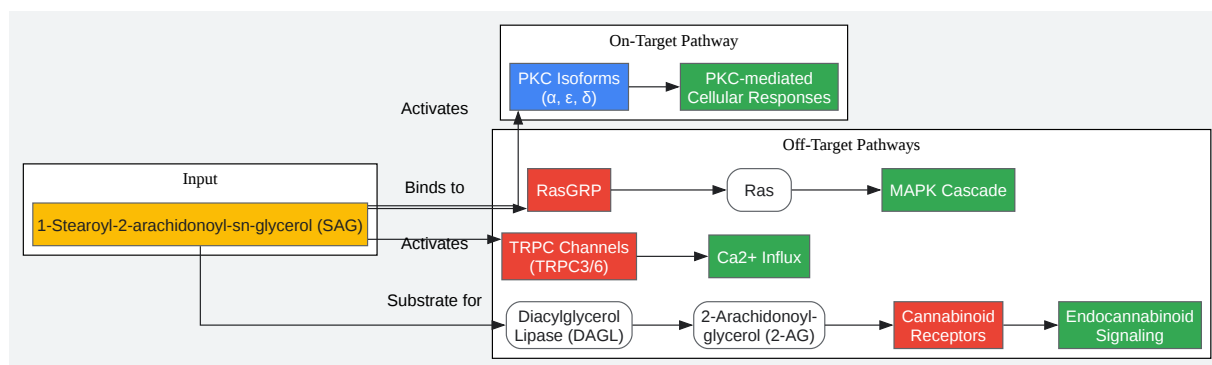 On-Target Pathway
PKC Isoforms
(α, ε, δ)
PKC-mediated
Cellular Responses
Activates
Off-Target Pathways
Input
Binds to
RasGRP
Ras
MAPK Cascade
1-Stearoyl-2-arachidonoyl-sn-glycerol (SAG)
Activates
TRPC Channels
(TRPC3/6)
Ca2+ Influx
Substrate for
Diacylglycerol
Lipase (DAGL)
2-Arachidonoyl-
glycerol (2-AG)
Cannabinoid
Receptors
Endocannabinoid
Signaling